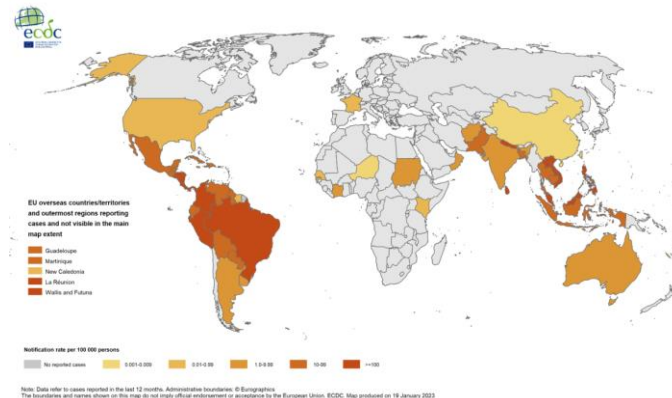 ecdc
EU overseas countries/territories
and outermost regions reporting
cases and not visible in the main
map extent
Guadeloupe
Martinique
New Caledonia
La Réunion
Wallis and Futuna
Notification rate per 100 000 persons
No reported cases
0.001-0.009
0.01-0.99
1.0-9.99
10-99
>=100
Note: Data refer to cases reported in the last 12 months. Administrative boundaries: © Eurographics
The boundaries and names shown on this map do not imply official endorsement or acceptance by the European Union. ECDC. Map produced on 19 January 2023